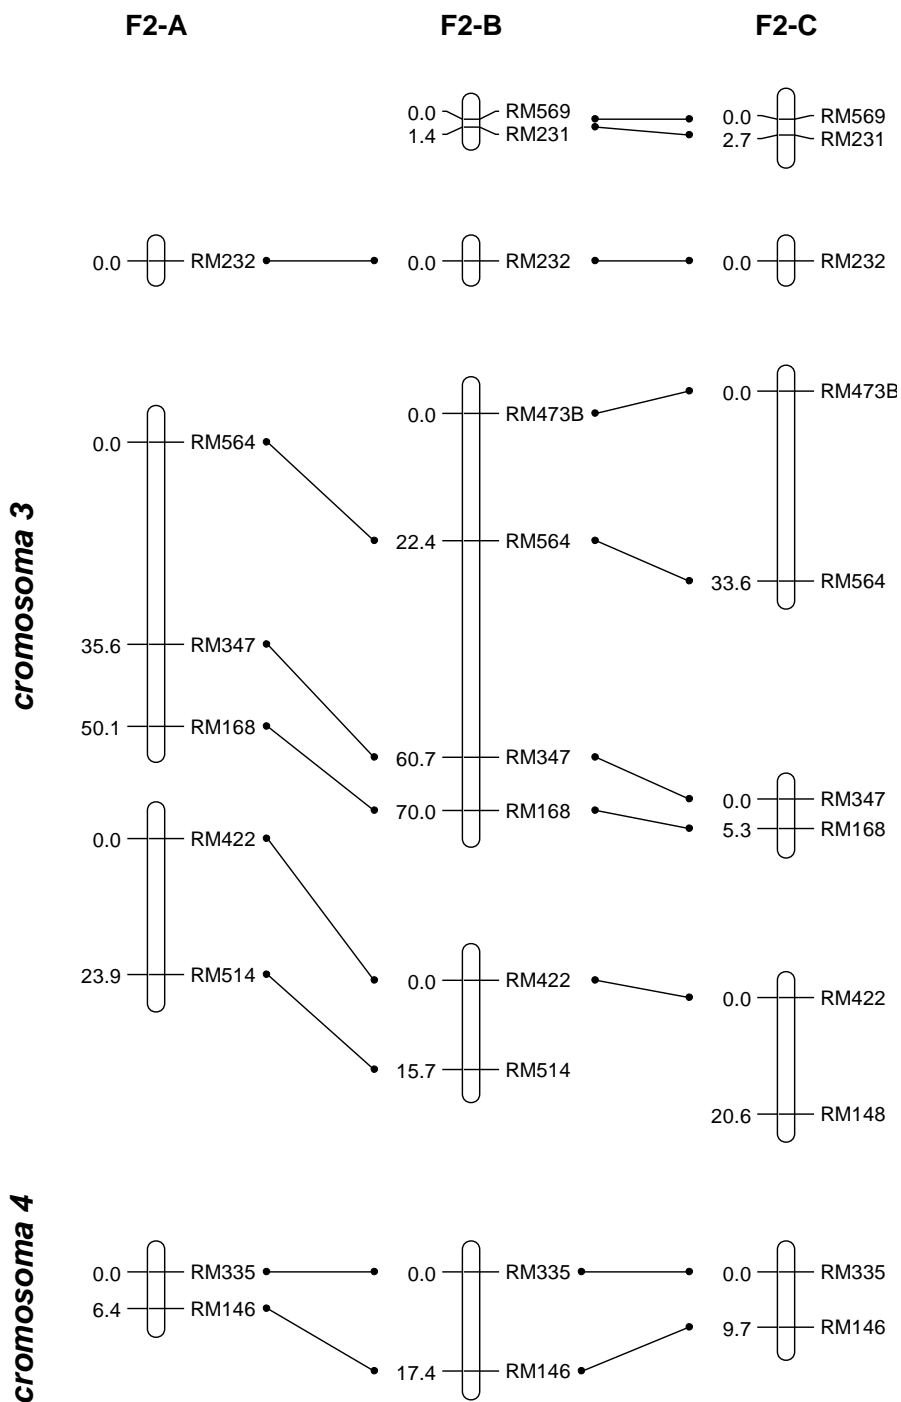 F2-A F2-B F2-C
0.0 RM569 0.0 RM569
1.4 RM231 2.7 RM231
0.0 RM232 0.0 RM232 0.0 RM232
0.0 RM473B
0.0 RM473B
0.0 RM564
22.4 RM564
33.6 RM564
cromosoma 3
35.6 RM347
50.1 RM168
60.7 RM347
0.0 RM347
70.0 RM168
5.3 RM168
0.0 RM422
23.9 RM514
0.0 RM422
0.0 RM422
15.7 RM514
20.6 RM148
cromosoma 4
0.0 RM335 0.0 RM335 0.0 RM335
6.4 RM146
9.7 RM146
17.4 RM146